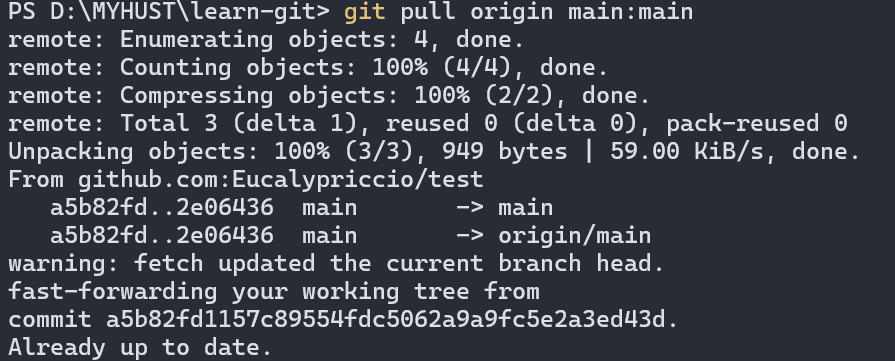 PS D:\MYHUST\learn-git> git pull origin main:main
remote: Enumerating objects: 4, done.
remote: Counting objects: 100% (4/4), done.
remote: Compressing objects: 100% (2/2), done.
remote: Total 3 (delta 1), reused 0 (delta 0), pack-reused 0
Unpacking objects: 100% (3/3), 949 bytes | 59.00 KiB/s, done.
From github.com:Eucalypriccio/test
   a5b82fd..2e06436  main       -> main
   a5b82fd..2e06436  main       -> origin/main
warning: fetch updated the current branch head.
fast-forwarding your working tree from
commit a5b82fd1157c89554fdc5062a9a9fc5e2a3ed43d.
Already up to date.